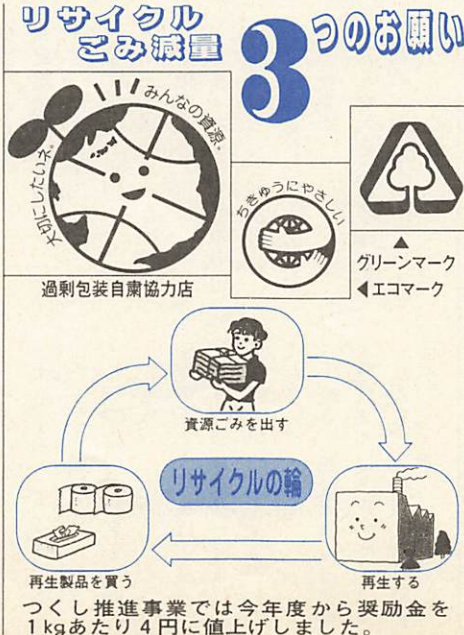 リサイクル
ごみ減量
3つのお願い
みんなの資源。
大切にしたいネ。
過剰包装自粛協力店
ちきゅうにやさしい
▲
グリーンマーク
◀エコマーク
資源ごみを出す
リサイクルの輪
再生製品を買う
再生する
つくし推進事業では今年度から奨励金を
1kgあたり4円に値上げしました。